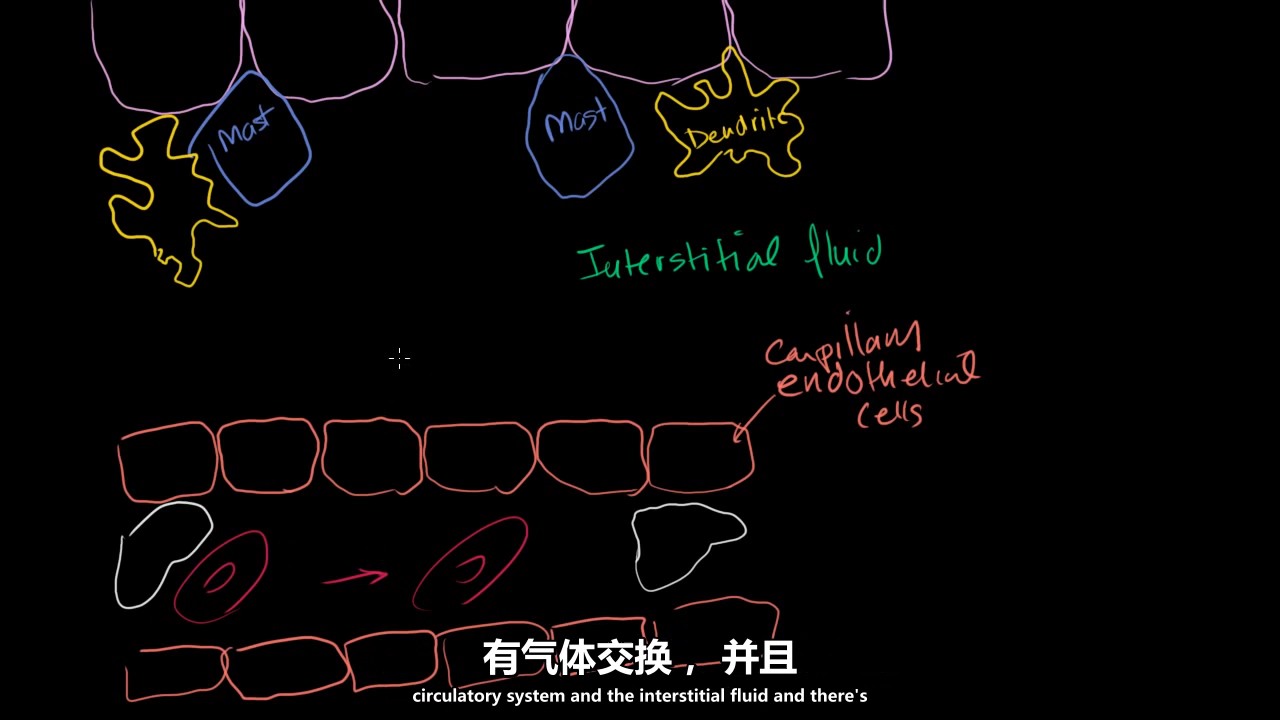 Mast
Mast
Dendrite
Interstitial fluid
Capillary
endothelial
cells
有气体交换， 并且
circulatory system and the interstitial fluid and there's